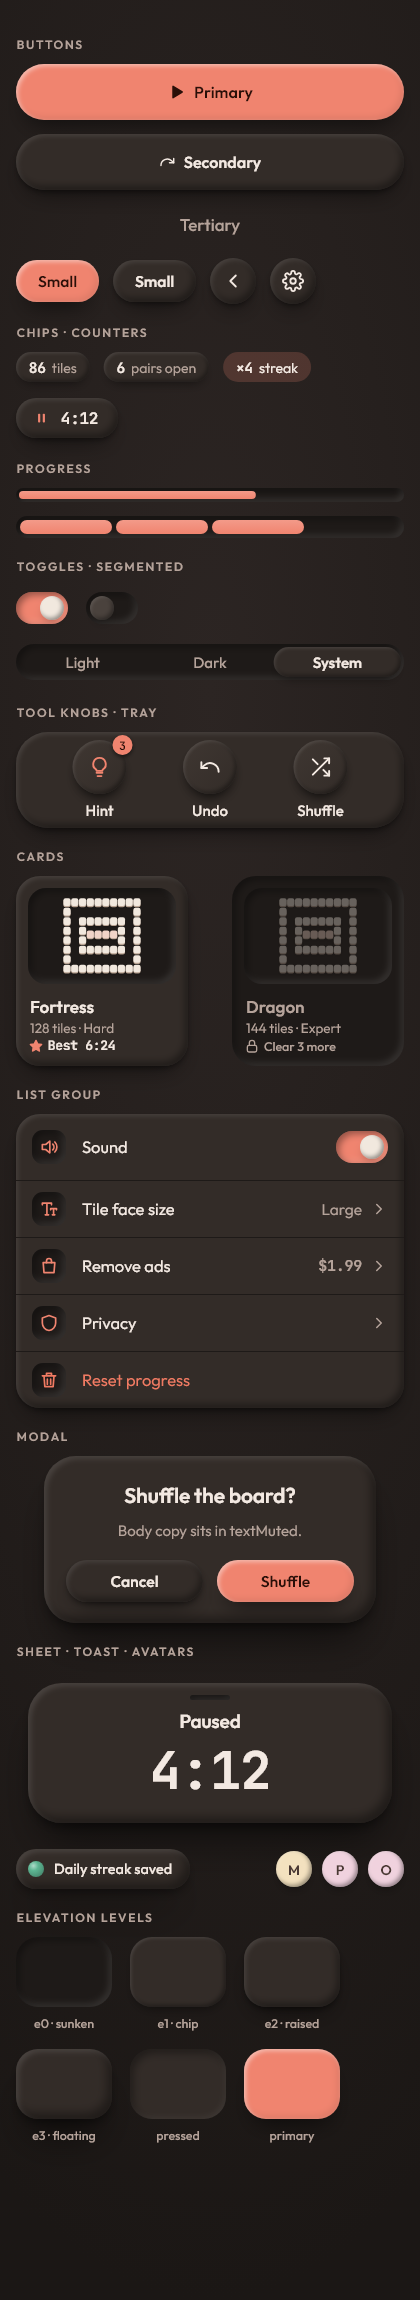 BUTTONS
Primary
Secondary
Tertiary
Small Small
CHIPS · COUNTERS
86 tiles 6 pairs open ×4 streak
4:12
PROGRESS
TOGGLES · SEGMENTED
Light Dark System
TOOL KNOBS · TRAY
3
Hint Undo Shuffle
CARDS
Fortress
128 tiles · Hard
Best 6:24
Dragon
144 tiles · Expert
Clear 3 more
LIST GROUP
Sound
Tile face size Large
Remove ads $1.99
Privacy
Reset progress
MODAL
Shuffle the board?
Body copy sits in textMuted.
Cancel Shuffle
SHEET · TOAST · AVATARS
Paused
4:12
Daily streak saved M P O
ELEVATION LEVELS
e0 · sunken e1 · chip e2 · raised
e3 · floating pressed primary